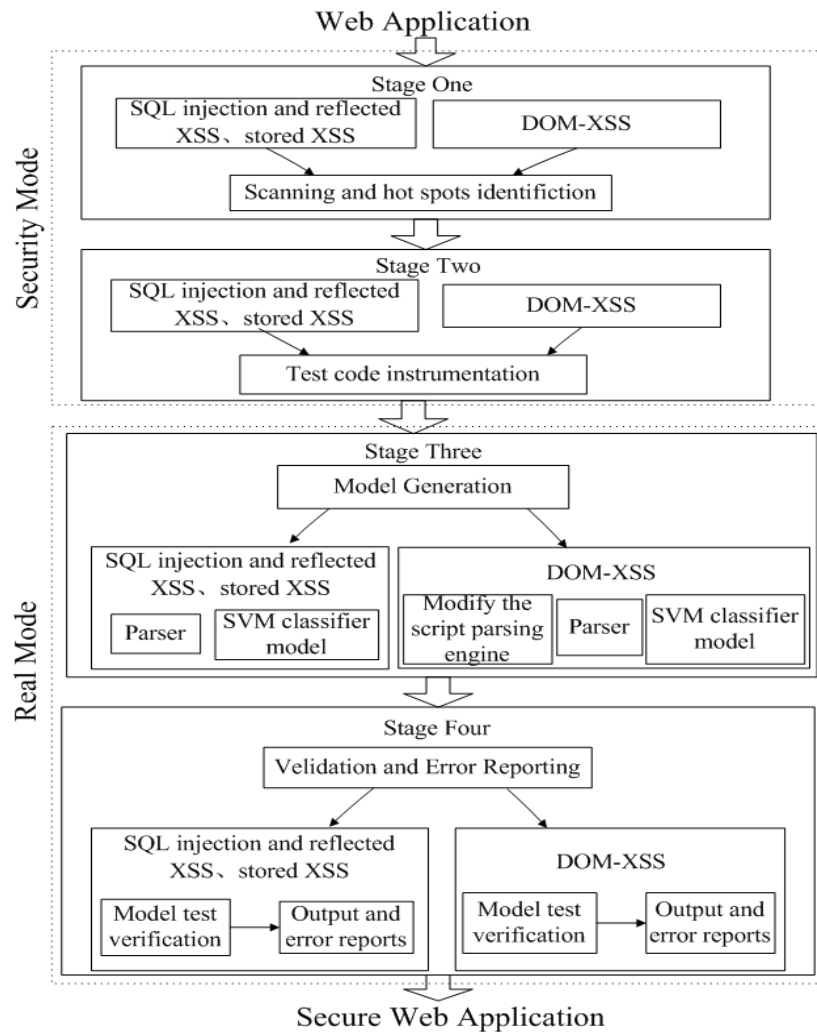 Web Application
Security Mode
Stage One
SQL injection and reflected
XSS、stored XSS
DOM-XSS
Scanning and hot spots identifiction
Stage Two
SQL injection and reflected
XSS、stored XSS
DOM-XSS
Test code instrumentation
Real Mode
Stage Three
Model Generation
SQL injection and reflected
XSS、stored XSS
Parser
SVM classifier
model
DOM-XSS
Modify the
script parsing
engine
Parser
SVM classifier
model
Stage Four
Velidation and Error Reporting
SQL injection and reflected
XSS、stored XSS
Model test
verification
Output and
error reports
DOM-XSS
Model test
verification
Output and
error reports
Secure Web Application